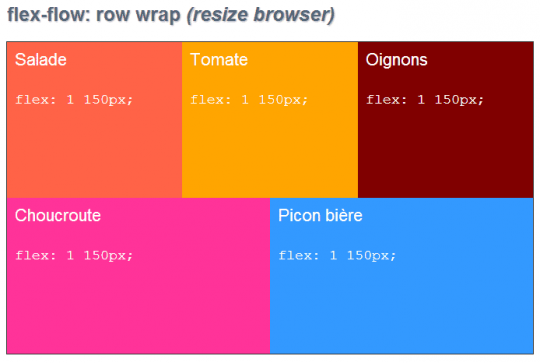 flex-flow: row wrap (resize browser)
Salade
flex: 1 150px;
Tomate
flex: 1 150px;
Oignons
flex: 1 150px;
Choucroute
flex: 1 150px;
Picon bière
flex: 1 150px;